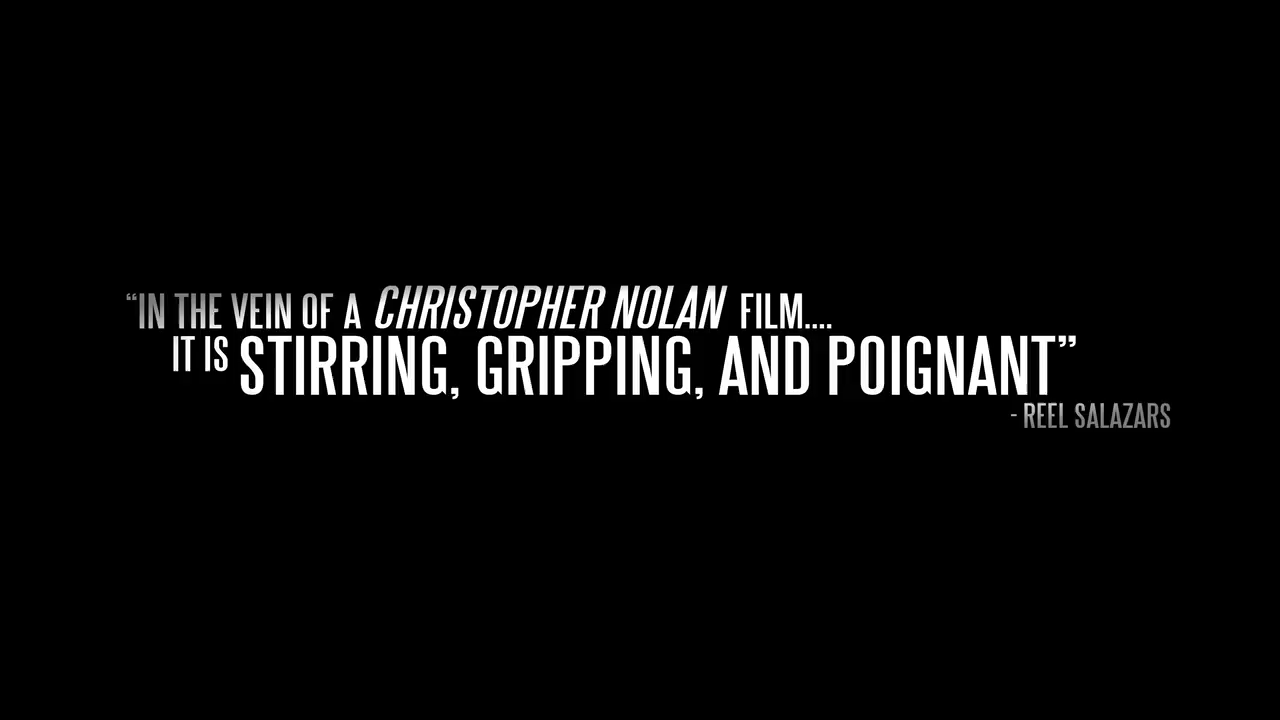 “IN THE VEIN OF A CHRISTOPHER NOLAN FILM....
IT IS STIRRING, GRIPPING, AND POIGNANT”
- REEL SALAZARS